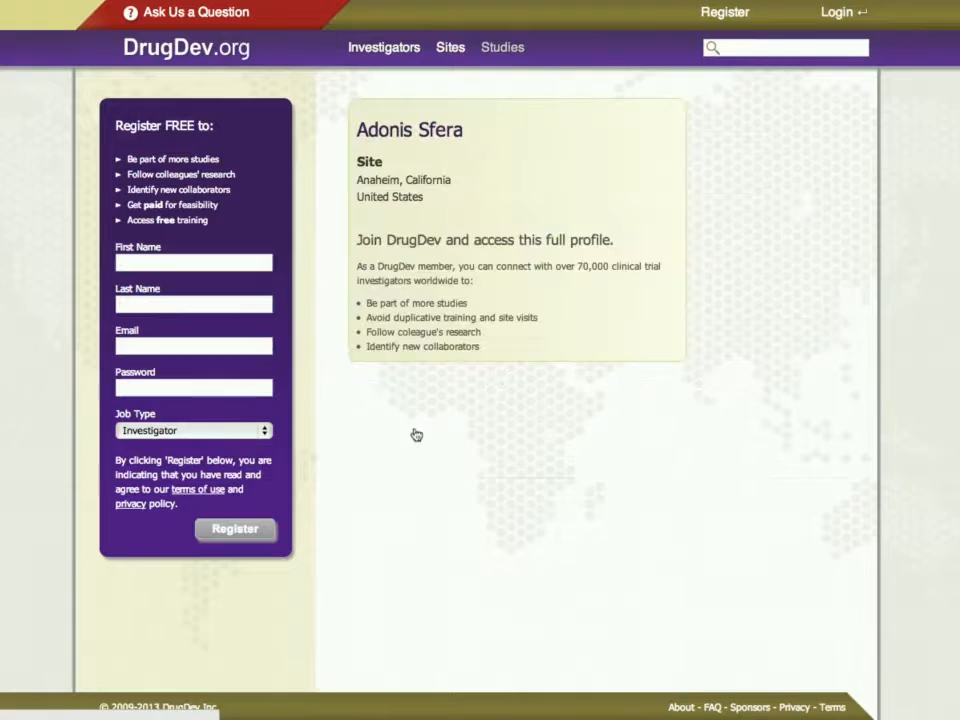 Ask Us a Question
Register
Login
DrugDev.org
Investigators
Sites
Studies
Register FREE to:
Be part of more studies
Follow colleagues' research
Identify new collaborators
Get paid for feasibility
Access free training
First Name
Last Name
Email
Password
Job Type
Investigator
By clicking 'Register' below, you are
indicating that you have read and
agree to our terms of use and
privacy policy.
Register
Adonis Sfera
Site
Anaheim, California
United States
Join DrugDev and access this full profile.
As a DrugDev member, you can connect with over 70,000 clinical trial
investigators worldwide to:
Be part of more studies
Avoid duplicative training and site visits
Follow coleague's research
Identify new collaborators
© 2009-2013 DrugDev Inc
About - FAQ - Sponsors - Privacy - Terms